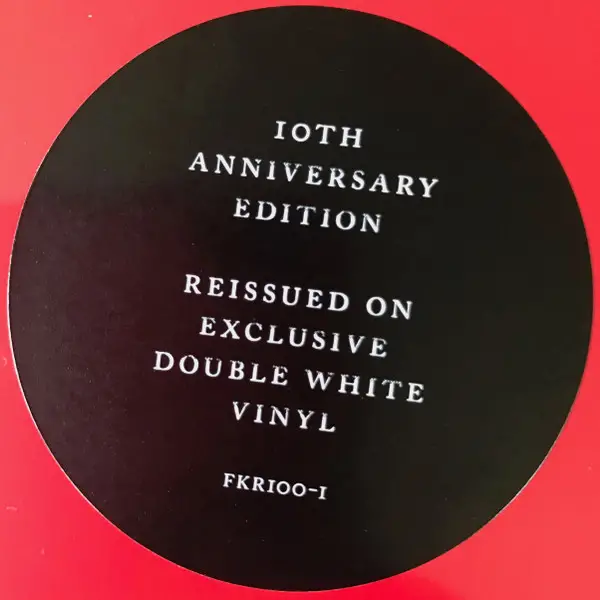 10TH
ANNIVERSARY
EDITION
REISSUED ON
EXCLUSIVE
DOUBLE WHITE
VINYL
FKR100-1